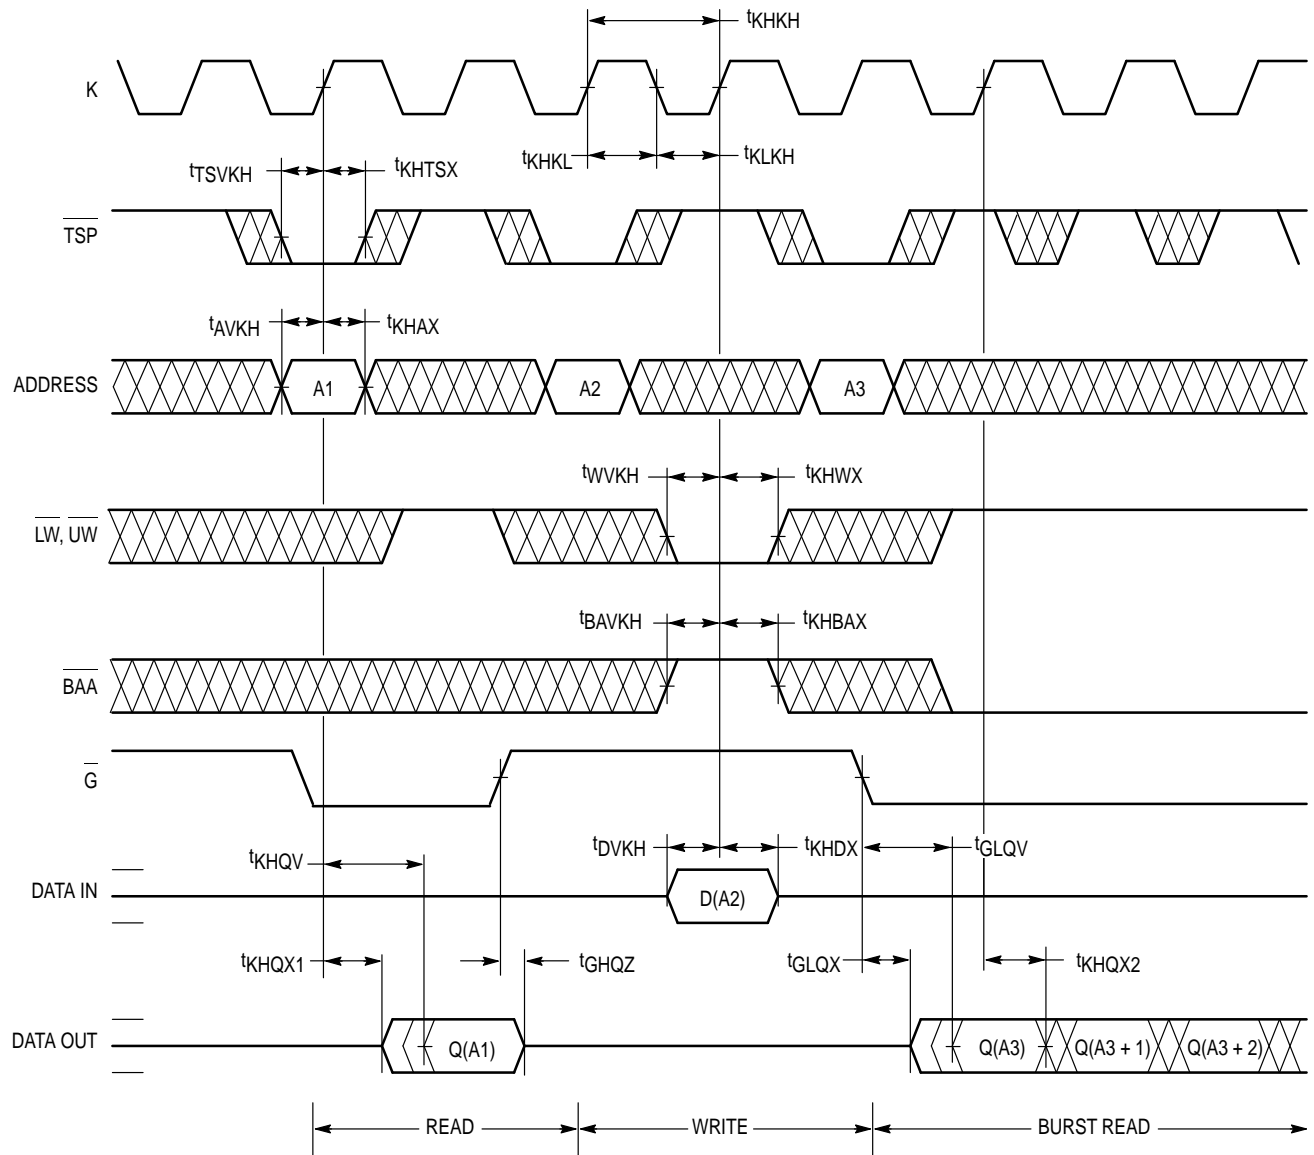 tKHKH
K
tKHKL
tKLKH
tTSVKH
tKHTSX
TSP
tAVKH
tKHAX
ADDRESS
A1
A2
A3
tWVKH
tKHWX
LW, UW
tBAVKH
tKHBAX
BAA
G
tDVKH
tKHDX
tGLQV
tKHQV
DATA IN
D(A2)
tKHQX1
tGHQZ
tGLQX
tKHQX2
DATA OUT
Q(A1)
Q(A3)
Q(A3 + 1)
Q(A3 + 2)
READ
WRITE
BURST READ